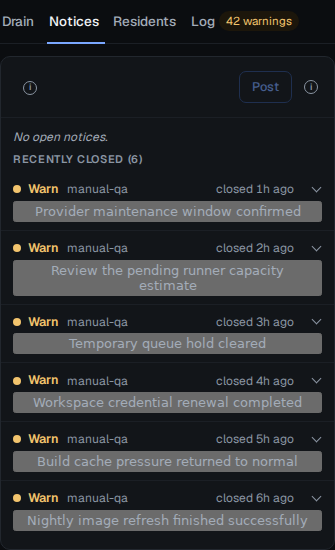 Drain Notices Residents Log 42 warnings
Post
No open notices.
RECENTLY CLOSED (6)
Warn manual-qa closed 1h ago
Provider maintenance window confirmed
Warn manual-qa closed 2h ago
Review the pending runner capacity
estimate
Warn manual-qa closed 3h ago
Temporary queue hold cleared
Warn manual-qa closed 4h ago
Workspace credential renewal completed
Warn manual-qa closed 5h ago
Build cache pressure returned to normal
Warn manual-qa closed 6h ago
Nightly image refresh finished successfully